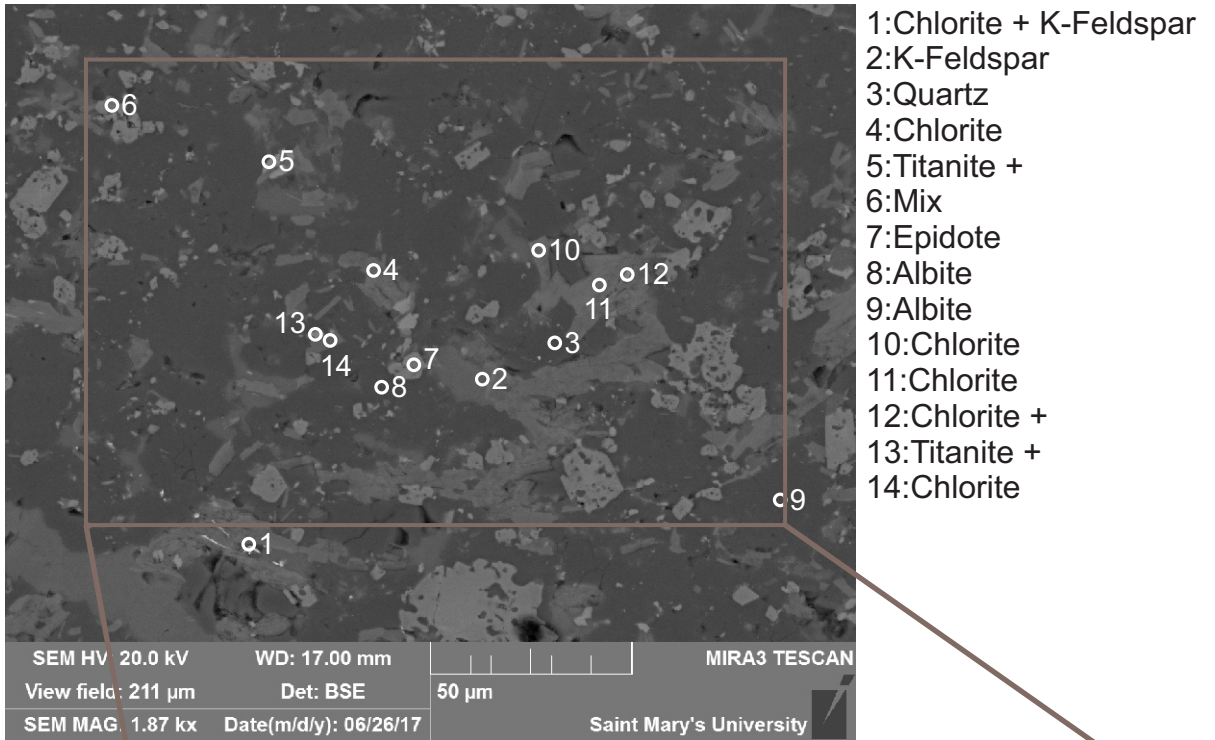 6
5
10
4
12
11
13
14
7
3
8
2
9
1
1:Chlorite + K-Feldspar
2:K-Feldspar
3:Quartz
4:Chlorite
5:Titanite +
6:Mix
7:Epidote
8:Albite
9:Albite
10:Chlorite
11:Chlorite
12:Chlorite +
13:Titanite +
14:Chlorite
SEM HV: 20.0 kV WD: 17.00 mm MIRA3 TESCAN
View field: 211 µm Det: BSE 50 µm
SEM MAG: 1.87 kx Date(m/d/y): 06/26/17 Saint Mary's University